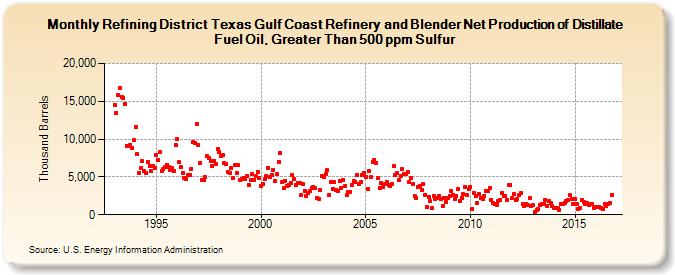 Monthly Refining District Texas Gulf Coast Refinery and Blender Net Production of Distillate
Fuel Oil, Greater Than 500 ppm Sulfur
Thousand Barrels
20,000
15,000
10,000
5,000
0
1995
2000
2005
2010
2015
Source: U.S. Energy Information Administration